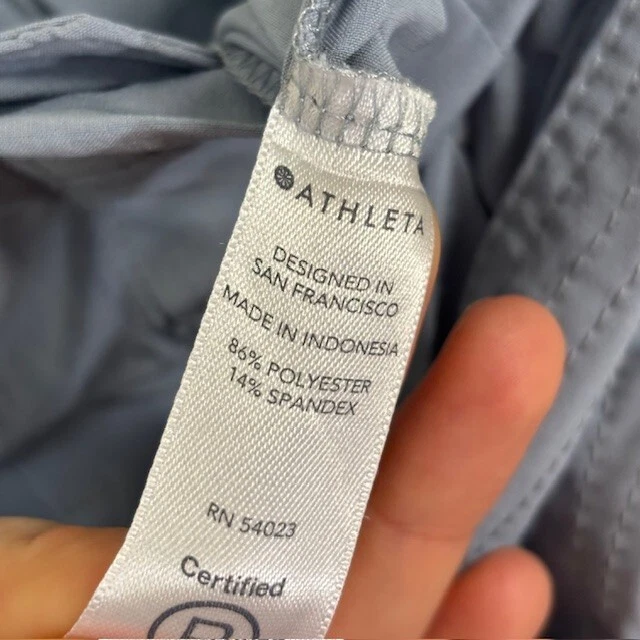 ATHLETA
DESIGNED IN
SAN FRANCISCO
MADE IN INDONESIA
86% POLYESTER
14% SPANDEX
RN 54023
Certified
B